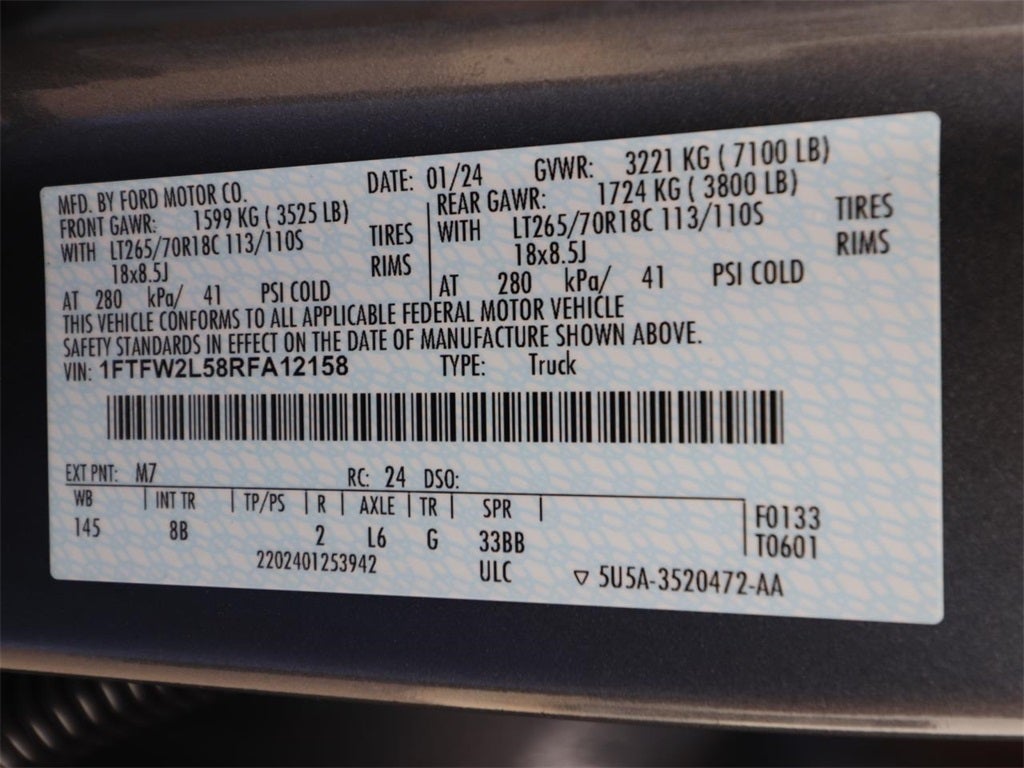 MFD. BY FORD MOTOR CO. DATE: 01/24 GVWR: 3221 KG ( 7100 LB)
FRONT GAWR: 1599 KG ( 3525 LB) REAR GAWR: 1724 KG ( 3800 LB)
WITH LT265/70R18C 113/110S TIRES WITH LT265/70R18C 113/110S TIRES
18x8.5J RIMS 18x8.5J RIMS
AT 280 kPa/ 41 PSI COLD AT 280 kPa/ 41 PSI COLD
THIS VEHICLE CONFORMS TO ALL APPLICABLE FEDERAL MOTOR VEHICLE
SAFETY STANDARDS IN EFFECT ON THE DATE OF MANUFACTURE SHOWN ABOVE.
VIN: 1FTFW2L58RFA12158 TYPE: Truck
EXT PNT: M7 RC: 24 DSO:
WB | INT TR | TP/PS | R | AXLE | TR | SPR |
145 8B 2 L6 G 33BB
F0133
T0601
2202401253942 ULC ▽ 5U5A-3520472-AA